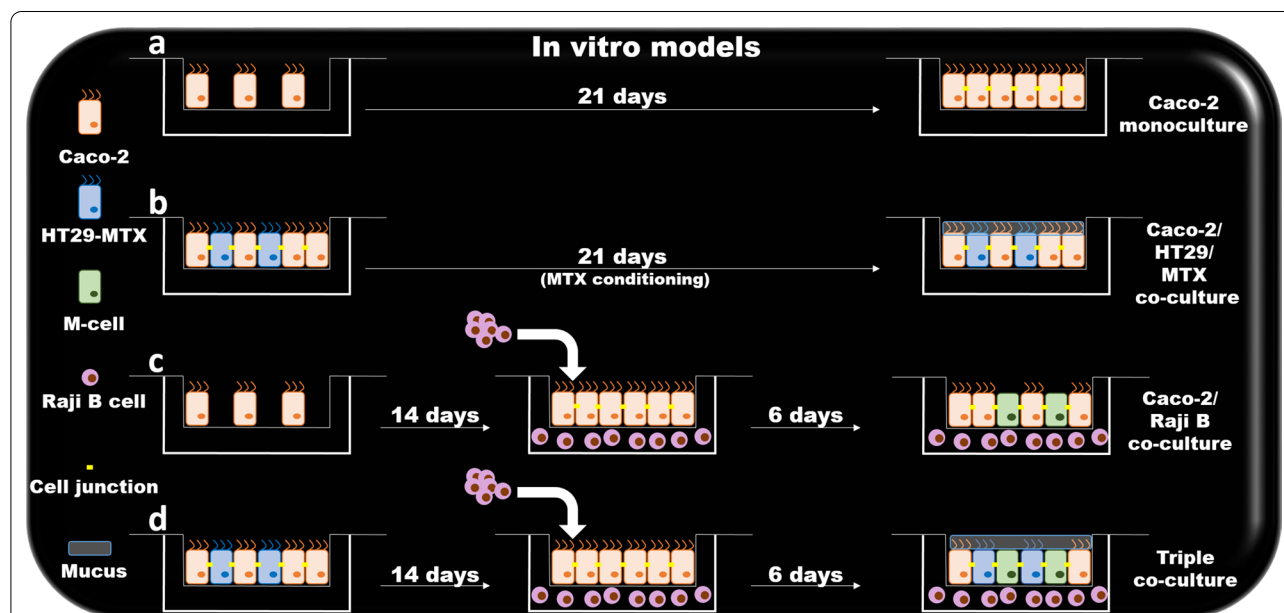 In vitro models
a
21 days
Caco-2
monoculture
Caco-2
HT29-MTX
M-cell
Raji B cell
Cell junction
Mucus
b
21 days
(MTX conditioning)
Caco-2/
HT29/
MTX
co-culture
c
14 days
6 days
Caco-2/
Raji B
co-culture
d
14 days
6 days
Triple
co-culture